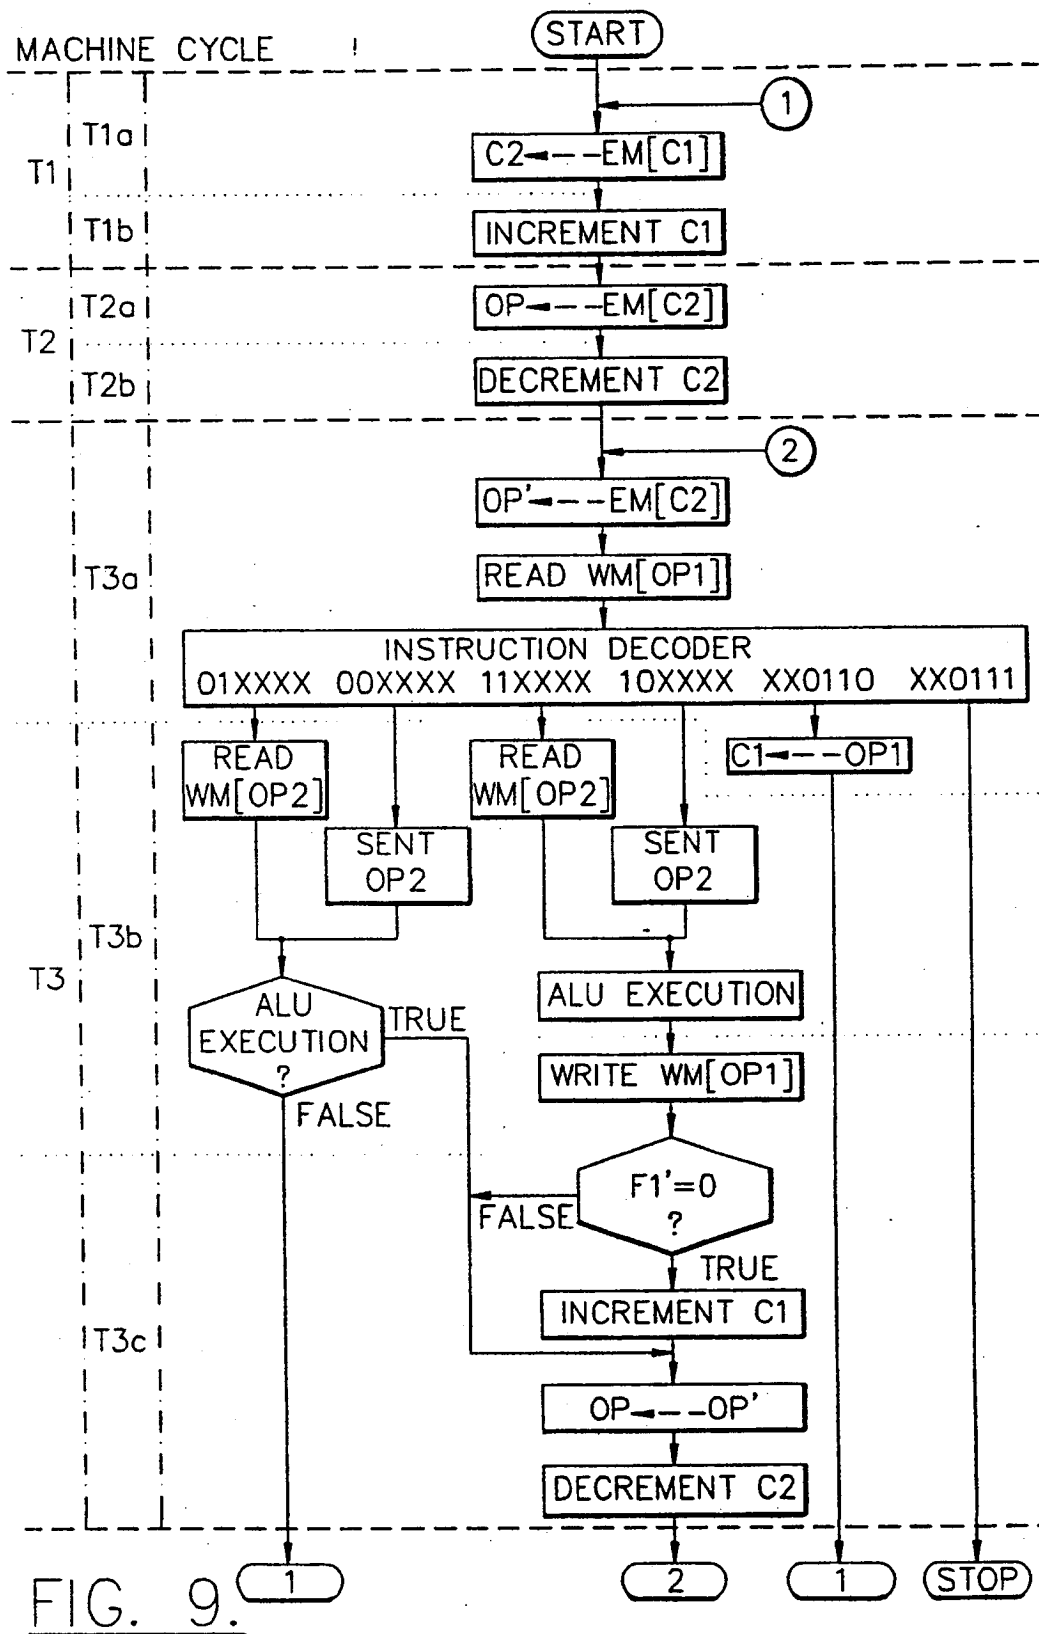 START
MACHINE CYCLE
1
T1a
T1
C2←---EM[C1]
T1b
INCREMENT C1
T2a
OP←---EM[C2]
T2
T2b
DECREMENT C2
2
OP'←---EM[C2]
T3a
READ WM[OP1]
INSTRUCTION DECODER
01XXXX 00XXXX 11XXXX 10XXXX XX0110 XX0111
READ
WM[OP2]
READ
WM[OP2]
C1←---OP1
SENT
OP2
SENT
OP2
T3b
T3
ALU
EXECUTION
?
TRUE
FALSE
ALU EXECUTION
WRITE WM[OP1]
F1'=0
?
FALSE
TRUE
INCREMENT C1
T3c
OP←---OP'
DECREMENT C2
1
2
1
STOP
FIG. 9.